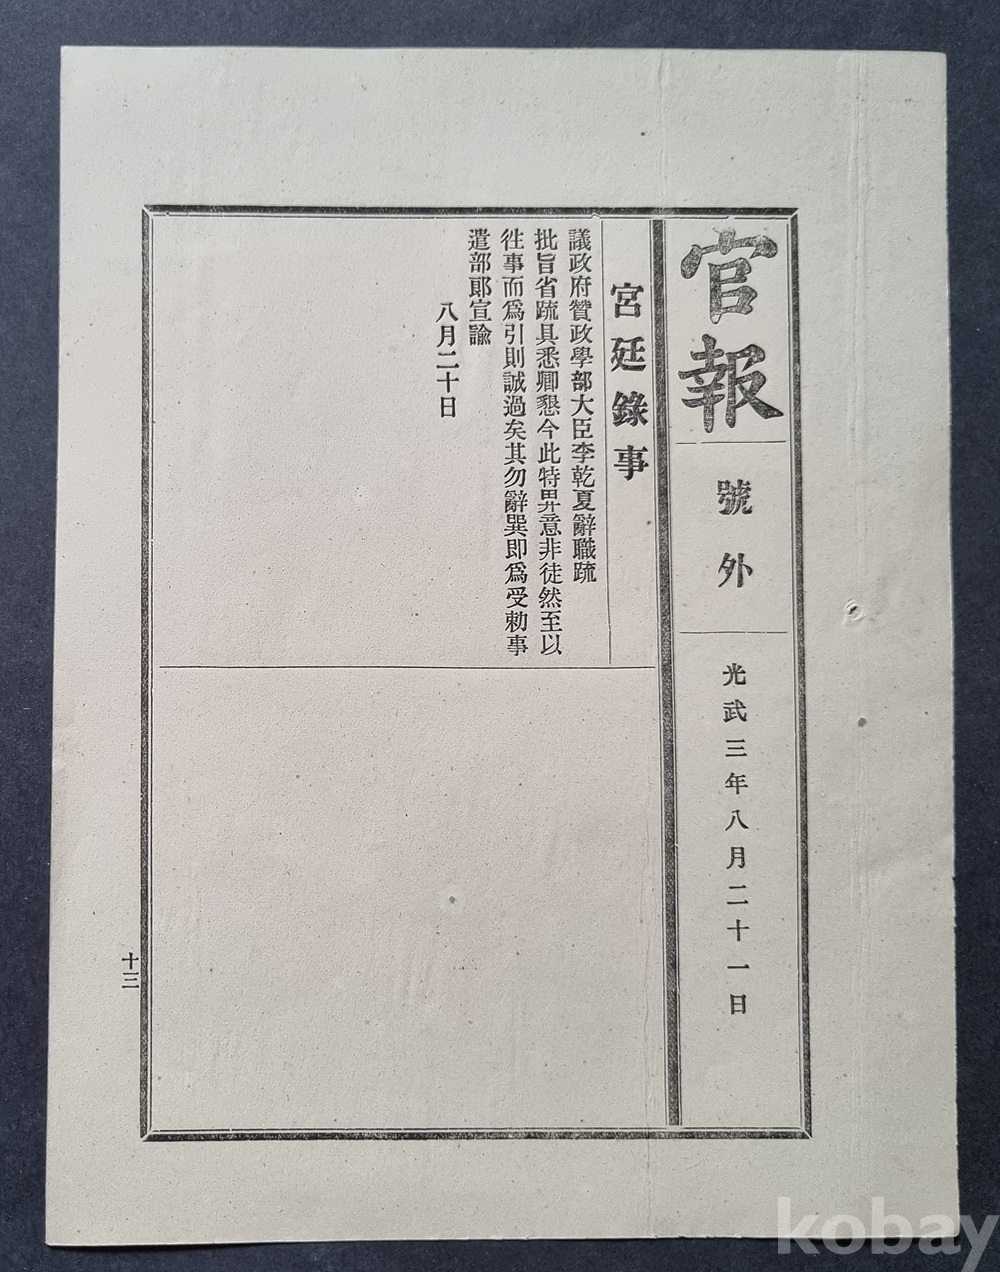 官報
號外
光武三年八月二十一日
宮廷錄事
議政府贊政學部大臣李乾夏辭職疏
批旨省疏具悉卿懇今此特畀意非徒然至以
徃事而爲引則誠過矣其勿辭巽即爲受勅事
遣部郞宣諭
八月二十日
十三
kobay